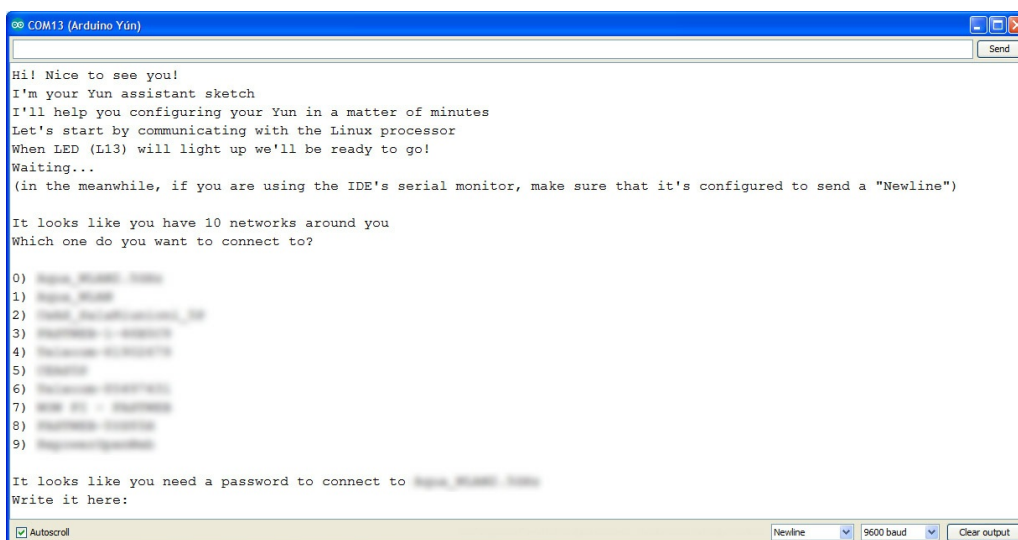 COM13 (Arduino Yún)
Send
Hi! Nice to see you!
I'm your Yun assistant sketch
I'll help you configuring your Yun in a matter of minutes
Let's start by communicating with the Linux processor
When LED (L13) will light up we'll be ready to go!
Waiting...
(in the meanwhile, if you are using the IDE's serial monitor, make sure that it's configured to send a "Newline")
It looks like you have 10 networks around you
Which one do you want to connect to?
0)
1)
2)
3)
4)
5)
6)
7)
8)
9)
It looks like you need a password to connect to
Write it here:
Autoscroll Newline 9600 baud Clear output